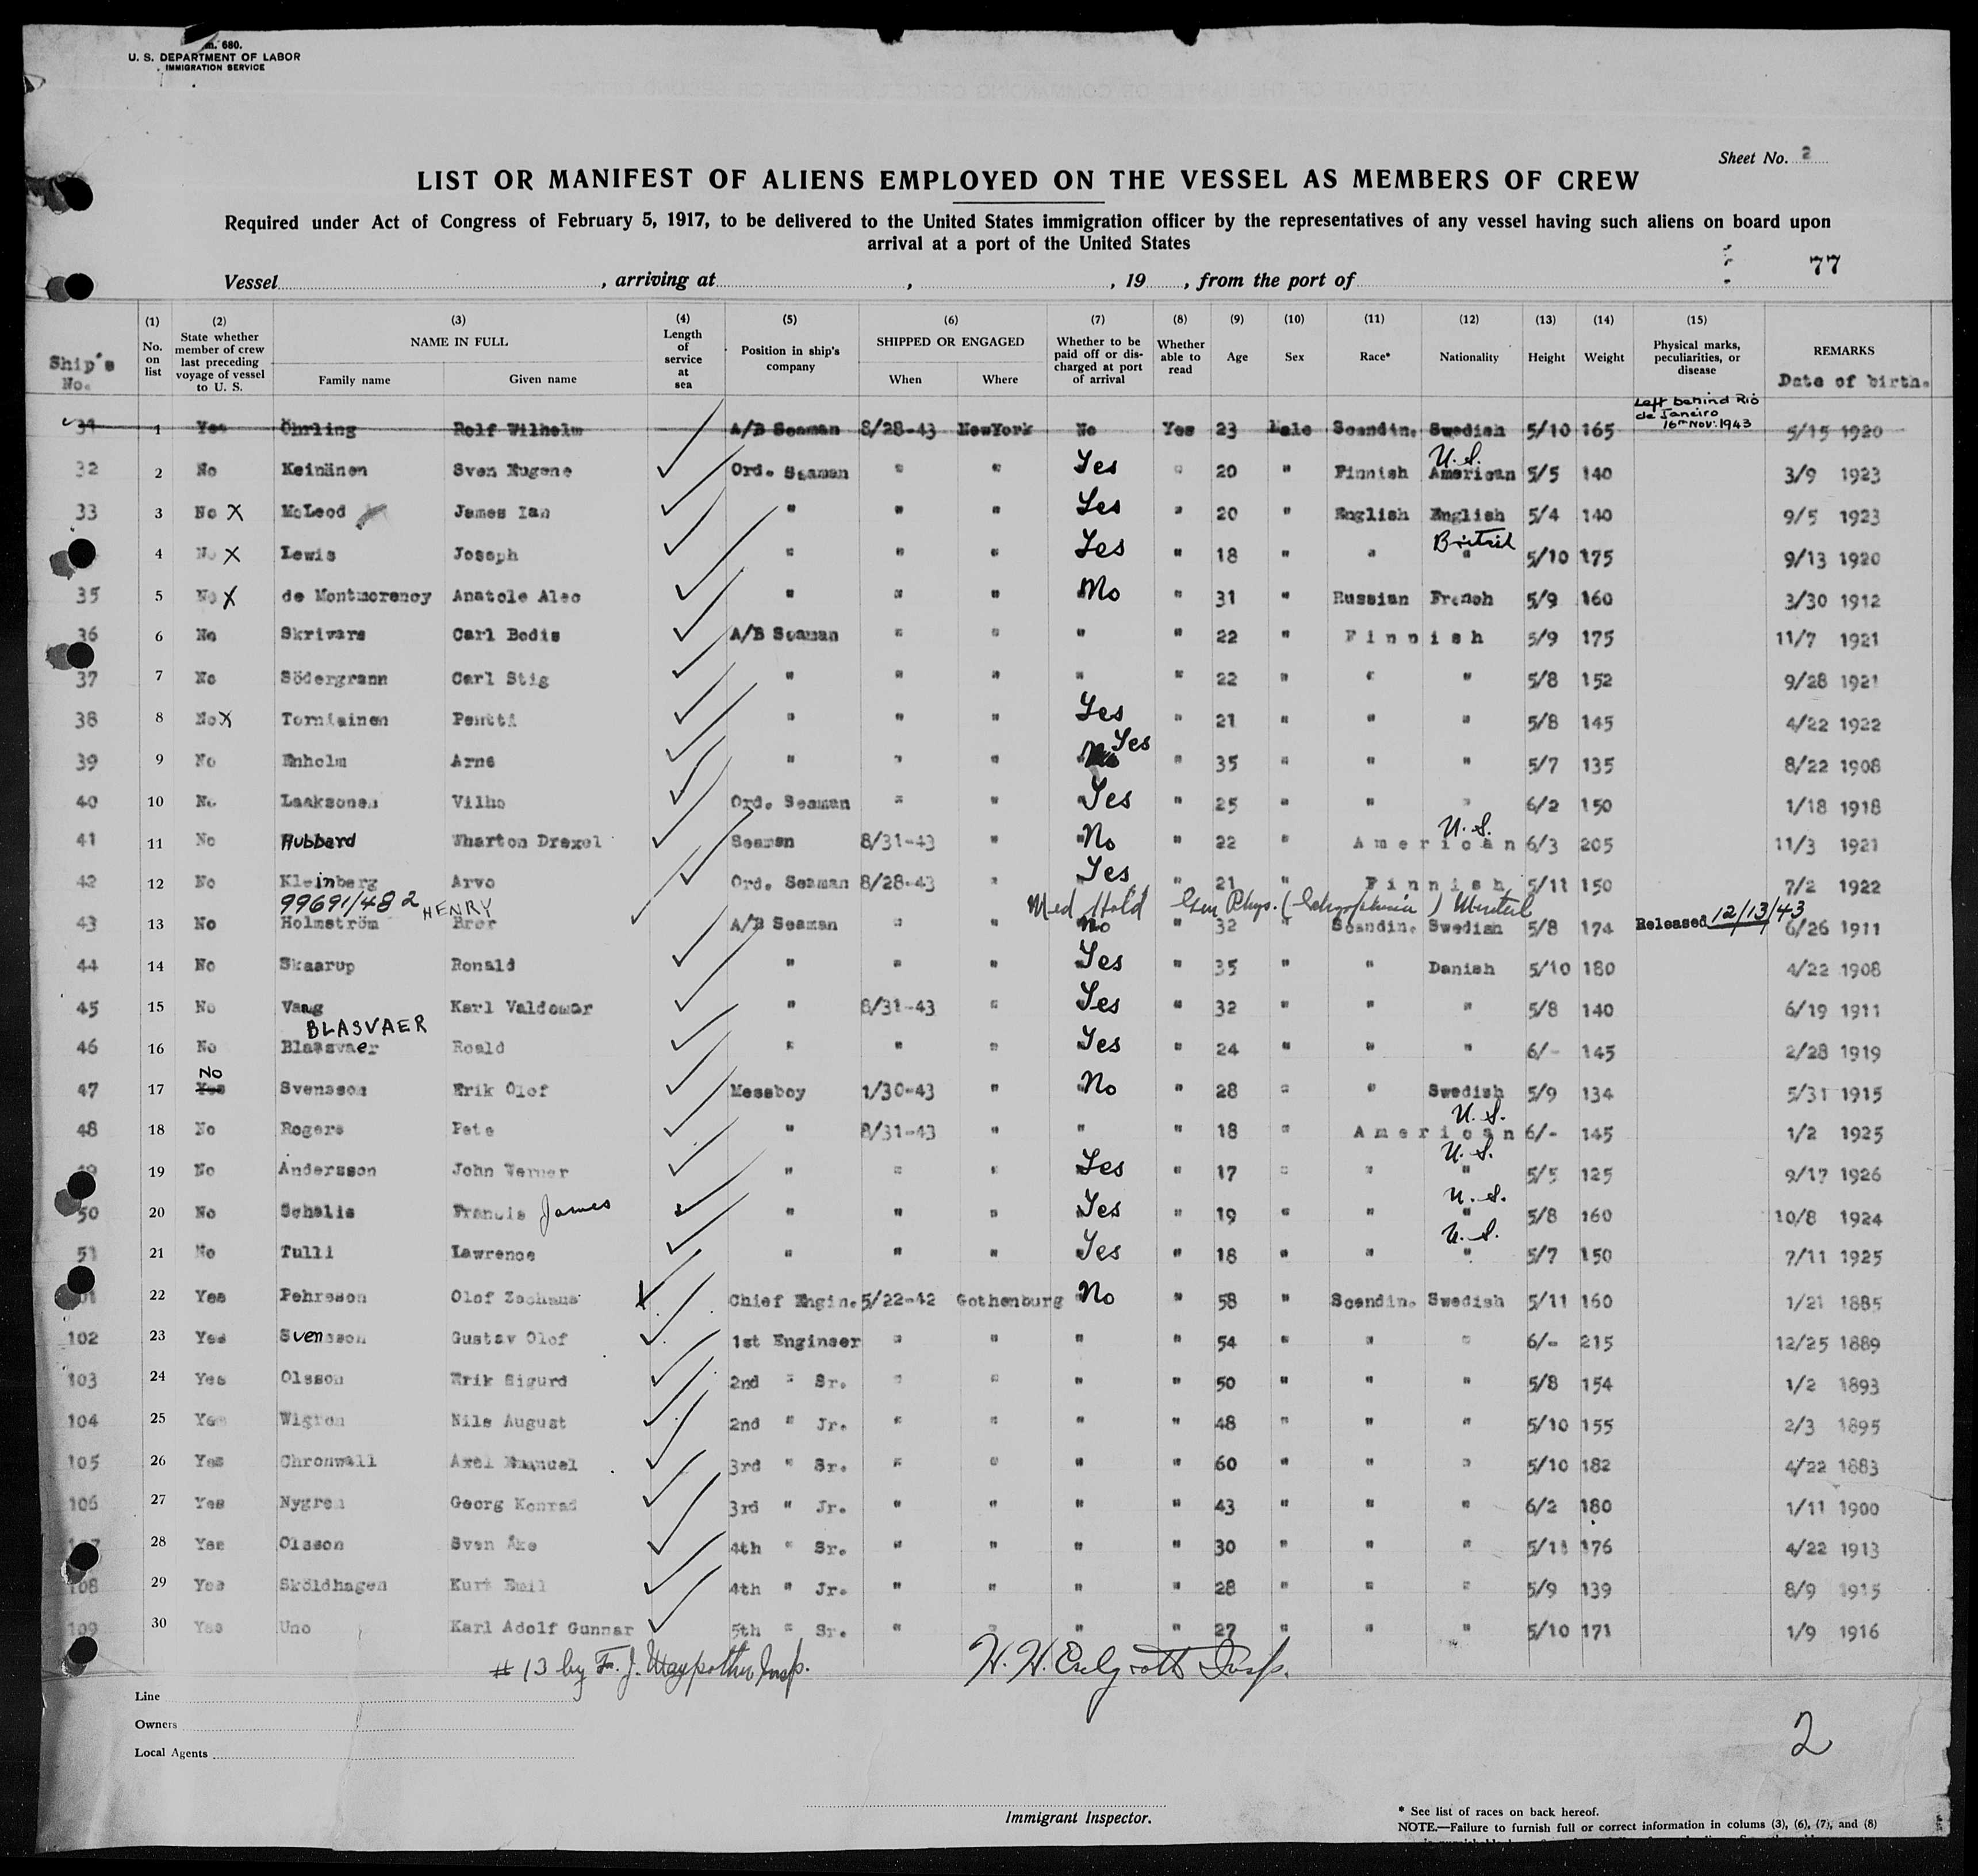 m. 680.
U. S. DEPARTMENT OF LABOR
IMMIGRATION SERVICE
Sheet No. 2
LIST OR MANIFEST OF ALIENS EMPLOYED ON THE VESSEL AS MEMBERS OF CREW
Required under Act of Congress of February 5, 1917, to be delivered to the United States immigration officer by the representatives of any vessel having such aliens on board upon
arrival at a port of the United States
77
Vessel , arriving at , , 19 , from the port of
Ship's No. (1) No. on list (2) State whether member of crew last preceding voyage of vessel to U. S. (3) NAME IN FULL Family name Given name (4) Length of service at sea (5) Position in ship's company (6) SHIPPED OR ENGAGED When Where (7) Whether to be paid off or discharged at port of arrival (8) Whether able to read (9) Age (10) Sex (11) Race* (12) Nationality (13) Height (14) Weight (15) Physical marks, peculiarities, or disease REMARKS Date of birth.
Left behind Rio de Janeiro 16th Nov: 1943
31 1 Yes Öhrling Rolf Wilhelm A/B Seaman 8/28-43 NewYork No Yes 23 Male Scandin. Swedish 5/10 165 5/15 1920
32 2 No Keinänen Sven Eugene Ord. Seaman " " Yes " 20 " Finnish U.S. American 5/5 140 3/9 1923
33 3 No X McLeod James Ian " " " Yes " 20 " English English 5/4 140 9/5 1923
4 No X Lewis Joseph " " " Yes " 18 " " British " 5/10 175 9/13 1920
35 5 No X de Montmorency Anatole Alec " " " No " 31 " Russian French 5/9 160 3/30 1912
36 6 No Skrivars Carl Bodis A/B Seaman " " " " 22 " Finnish 5/9 175 11/7 1921
37 7 No Södergrann Carl Stig " " " " " 22 " " " 5/8 152 9/28 1921
38 8 No X Torniainen Pentti " " " Yes " 21 " " " 5/8 145 4/22 1922
39 9 No Enholm Arne " " " Yes " 35 " " " 5/7 135 8/22 1908
40 10 No Laaksonen Vilho Ord. Seaman " " Yes " 25 " " " 6/2 150 1/18 1918
41 11 No Hubbard Wharton Drexel Seaman 8/31-43 " No " 22 " U.S. American 6/3 205 11/3 1921
42 12 No Kleinberg Arvo Ord. Seaman 8/28-43 " Yes " 21 " Finnish 5/11 150 7/2 1922
99691/482 HENRY Med Hold Phys. ( ) Mental
43 13 No Holmström Bror A/B Seaman " " No " 32 " Scandin. Swedish 5/8 174 Released 12/13/43 6/26 1911
44 14 No Skaarup Ronald " " " Yes " 35 " " Danish 5/10 180 4/22 1908
45 15 No Vaag Karl Valdemar " 8/31-43 " Yes " 32 " " " 5/8 140 6/19 1911
BLASVAER
46 16 No Blaasvaer Roald " " " Yes " 24 " " " 6/- 145 2/28 1919
No
47 17 Yes Svensson Erik Olof Messboy 1/30-43 " No " 28 " " Swedish 5/9 134 5/31 1915
48 18 No Rogers Pete " 8/31-43 " " " 18 " U.S. American 6/- 145 1/2 1925
49 19 No Andersson John Werner " " " Yes " 17 " " U.S. " 5/5 125 9/17 1926
50 20 No Schalis Francis James " " " Yes " 19 " " U.S. " 5/8 160 10/8 1924
51 21 No Tulli Lawrence " " " Yes " 18 " " U.S. " 5/7 150 7/11 1925
22 Yes Pehrsson Olof Zachaus Chief Engin. 5/22-42 Gothenburg No " 58 " Scandin. Swedish 5/11 160 1/21 1885
102 23 Yes Svensson Gustav Olof 1st Engineer " " " " 54 " " " 6/- 215 12/25 1889
103 24 Yes Olsson Erik Sigurd 2nd " Sr. " " " " 50 " " " 5/8 154 1/2 1893
104 25 Yes Wigren Nils August 2nd " Jr. " " " " 48 " " " 5/10 155 2/3 1895
105 26 Yes Chronwall Axel Emanuel 3rd " Sr. " " " " 60 " " " 5/10 182 4/22 1883
106 27 Yes Nygren Georg Konrad 3rd " Jr. " " " " 43 " " " 6/2 180 1/11 1900
107 28 Yes Olsson Sven Åke 4th " Sr. " " " " 30 " " " 5/11 176 4/22 1913
108 29 Yes Sköldhagen Kurt Emil 4th " Jr. " " " " 28 " " " 5/9 139 8/9 1915
109 30 Yes Uno Karl Adolf Gunnar 5th " Sr. " " " " 27 " " " 5/10 171 1/9 1916
# 13 by F. J. Insp. H. H. Insp.
Line
Owners
Local Agents
2
Immigrant Inspector.
* See list of races on back hereof.
NOTE.—Failure to furnish full or correct information in colums (3), (6), (7), and (8)